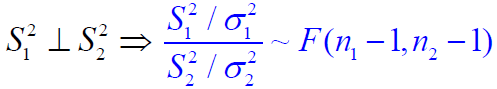 S₁² ⊥ S₂² ⇒ (S₁² / σ₁²) / (S₂² / σ₂²) ~ F(n₁ − 1, n₂ − 1)